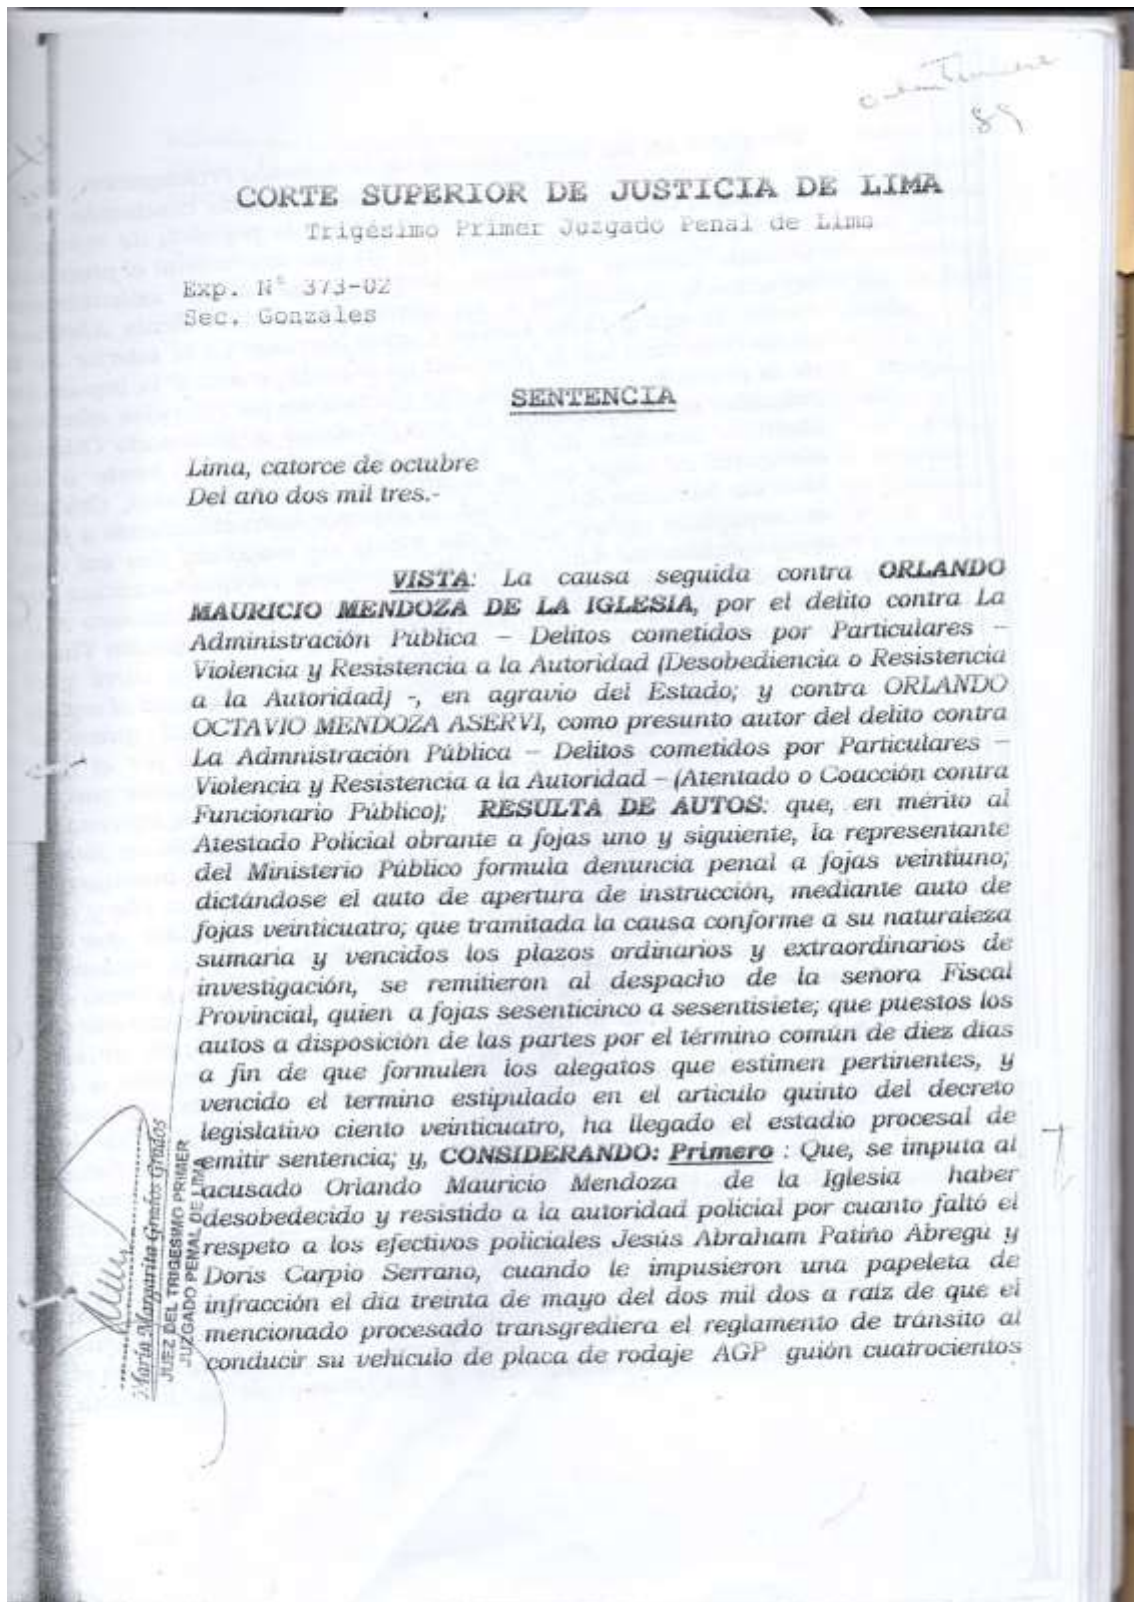 89
CORTE SUPERIOR DE JUSTICIA DE LIMA
Trigésimo Primer Juzgado Penal de Lima
Exp. N° 373-02
Sec. Gonzales
SENTENCIA
Lima, catorce de octubre
Del año dos mil tres.-
VISTA: La causa seguida contra ORLANDO
MAURICIO MENDOZA DE LA IGLESIA, por el delito contra La
Administración Pública – Delitos cometidos por Particulares –
Violencia y Resistencia a la Autoridad (Desobediencia o Resistencia
a la Autoridad) -, en agravio del Estado; y contra ORLANDO
OCTAVIO MENDOZA ASERVI, como presunto autor del delito contra
La Admnistración Pública – Delitos cometidos por Particulares –
Violencia y Resistencia a la Autoridad – (Atentado o Coacción contra
Funcionario Público); RESULTA DE AUTOS: que, en mérito al
Atestado Policial obrante a fojas uno y siguiente, la representante
del Ministerio Público formula denuncia penal a fojas veintiuno;
dictándose el auto de apertura de instrucción, mediante auto de
fojas veinticuatro; que tramitada la causa conforme a su naturaleza
sumaria y vencidos los plazos ordinarios y extraordinarios de
investigación, se remitieron al despacho de la señora Fiscal
Provincial, quien a fojas sesenticinco a sesentisiete; que puestos los
autos a disposición de las partes por el término común de diez días
a fin de que formulen los alegatos que estimen pertinentes, y
vencido el termino estipulado en el articulo quinto del decreto
legislativo ciento veinticuatro, ha llegado el estadio procesal de
emitir sentencia; y, CONSIDERANDO: Primero : Que, se imputa al
acusado Orlando Mauricio Mendoza de la Iglesia haber
desobedecido y resistido a la autoridad policial por cuanto faltó el
respeto a los efectivos policiales Jesús Abraham Patiño Abregú y
Doris Carpio Serrano, cuando le impusieron una papeleta de
infracción el día treinta de mayo del dos mil dos a raíz de que el
mencionado procesado transgrediera el reglamento de tránsito al
conducir su vehículo de placa de rodaje AGP guión cuatrocientos
María Margarita Grados Grados
JUEZ DEL TRIGESIMO PRIMER
JUZGADO PENAL DE LIMA